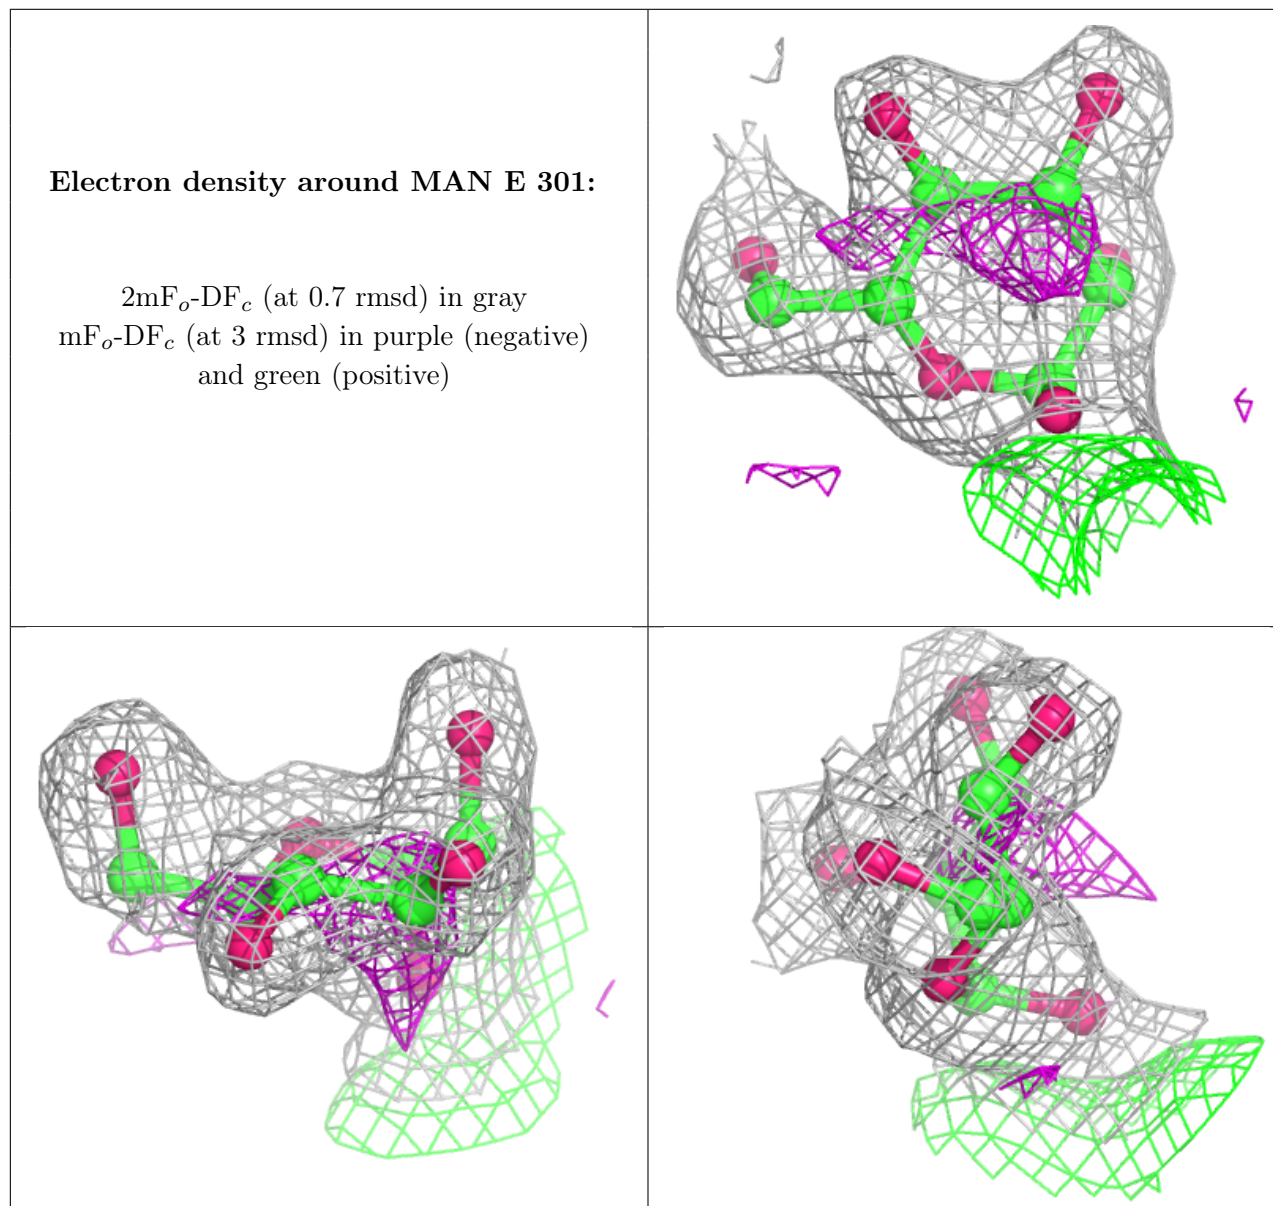 Electron density around MAN E 301:
2mFₒ-DF𝒸 (at 0.7 rmsd) in gray
mFₒ-DF𝒸 (at 3 rmsd) in purple (negative)
and green (positive)